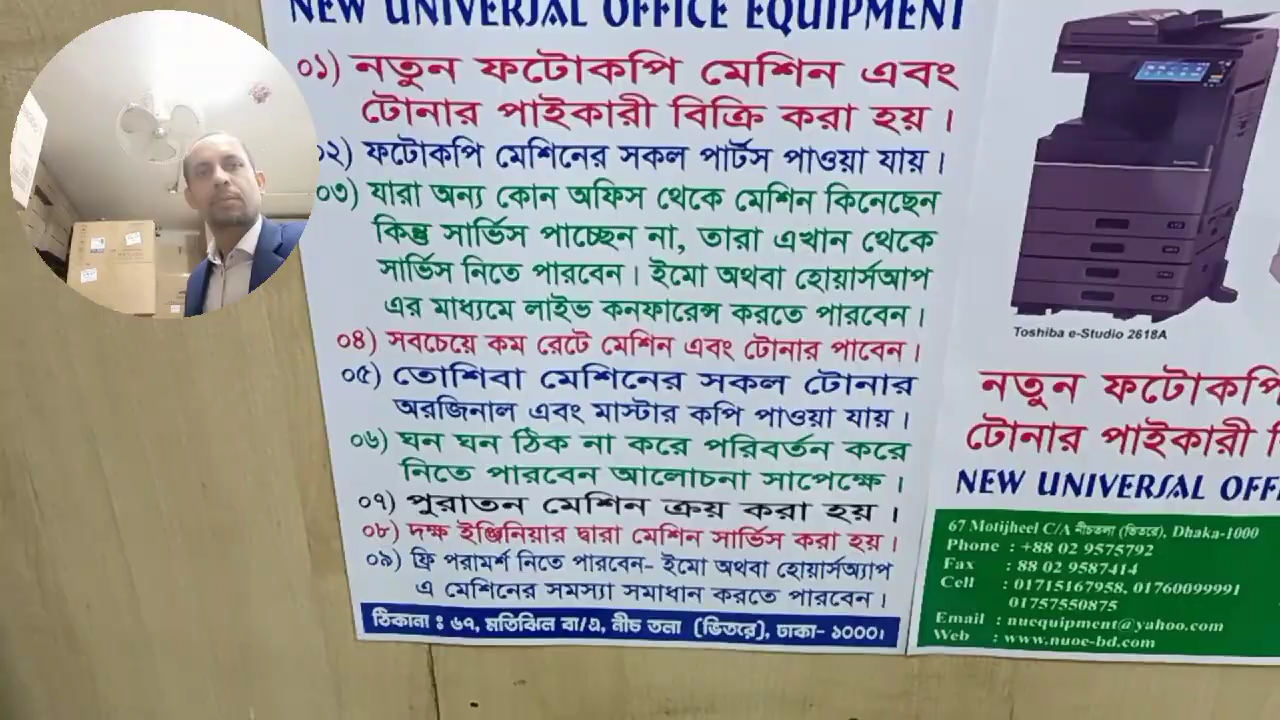 NEW UNIVERSAL OFFICE EQUIPMENT
০১) নতুন ফটোকপি মেশিন এবং
টোনার পাইকারী বিক্রি করা হয়।
০২) ফটোকপি মেশিনের সকল পার্টস পাওয়া যায়।
০৩) যারা অন্য কোন অফিস থেকে মেশিন কিনেছেন
কিন্তু সার্ভিস পাচ্ছেন না, তারা এখান থেকে
সার্ভিস নিতে পারবেন। ইমো অথবা হোয়ার্সআপ
এর মাধ্যমে লাইভ কনফারেন্স করতে পারবেন।
০৪) সবচেয়ে কম রেটে মেশিন এবং টোনার পাবেন।
০৫) তোশিবা মেশিনের সকল টোনার
অরজিনাল এবং মাস্টার কপি পাওয়া যায়।
০৬) ঘন ঘন ঠিক না করে পরিবর্তন করে
নিতে পারবেন আলোচনা সাপেক্ষে।
০৭) পুরাতন মেশিন ক্রয় করা হয়।
০৮) দক্ষ ইঞ্জিনিয়ার দ্বারা মেশিন সার্ভিস করা হয়।
০৯) ফ্রি পরামর্শ নিতে পারবেন- ইমো অথবা হোয়ার্সঅ্যাপ
এ মেশিনের সমস্যা সমাধান করতে পারবেন।
ঠিকানা : ৬৭, মতিঝিল বা/এ, নীচ তলা (ভিতরে), ঢাকা- ১০০০।
Toshiba e-Studio 2618A
নতুন ফটোকপি
টোনার পাইকারী
NEW UNIVERSAL OFF
67 Motijheel C/A নীচতলা (ভিতরে), Dhaka-1000
Phone : +88 02 9575792
Fax : 88 02 9587414
Cell : 01715167958, 01760099991
01757550875
Email : nuequipment@yahoo.com
Web : www.nuoe-bd.com